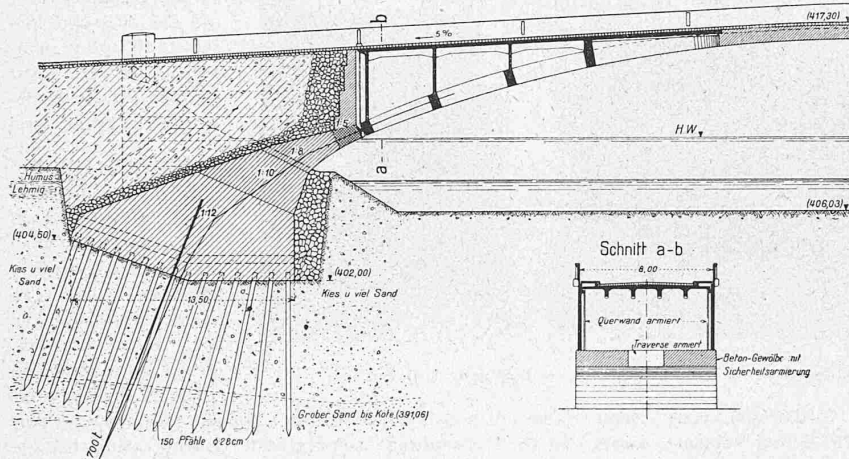 b
(417,30)
5 %
1:5
H.W.
a
1:8
Humus
Lehmig
1:10
1:12
(406,03)
(404,50)
Schnitt a-b
Kies u viel
Sand
(402,00)
Kies u viel Sand
13,50
6,00
Querwand armiert
Traverse armiert
Beton-Gewölbe mit
Sicherheitsarmierung
Grober Sand bis Kote (391,06)
150 Pfähle ϕ 28 cm
700 t